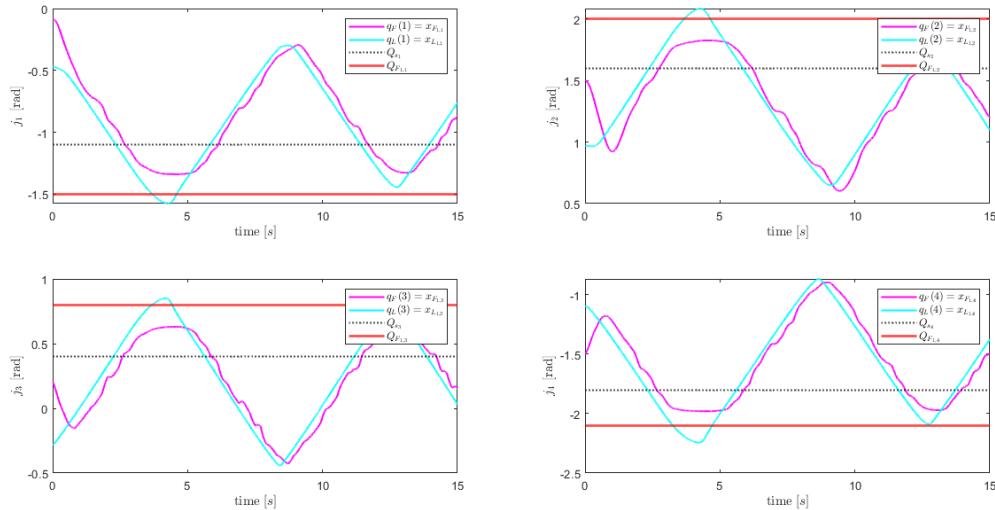 0
-0.5
-1
-1.5
j₁ [rad]
0
5
10
15
time [s]
q_F(1) = x_{F_{1,1}}
q_L(1) = x_{L_{1,1}}
Q_{s_1}
Q_{F_{1,1}}
2
1.5
1
0.5
j₂ [rad]
0
5
10
15
time [s]
q_F(2) = x_{F_{1,2}}
q_L(2) = x_{L_{1,2}}
Q_{s_2}
Q_{F_{1,2}}
1
0.5
0
-0.5
j₃ [rad]
0
5
10
15
time [s]
q_F(3) = x_{F_{1,3}}
q_L(3) = x_{L_{1,3}}
Q_{s_3}
Q_{F_{1,3}}
-1
-1.5
-2
-2.5
j₄ [rad]
0
5
10
15
time [s]
q_F(4) = x_{F_{1,4}}
q_L(4) = x_{L_{1,4}}
Q_{s_4}
Q_{F_{1,4}}